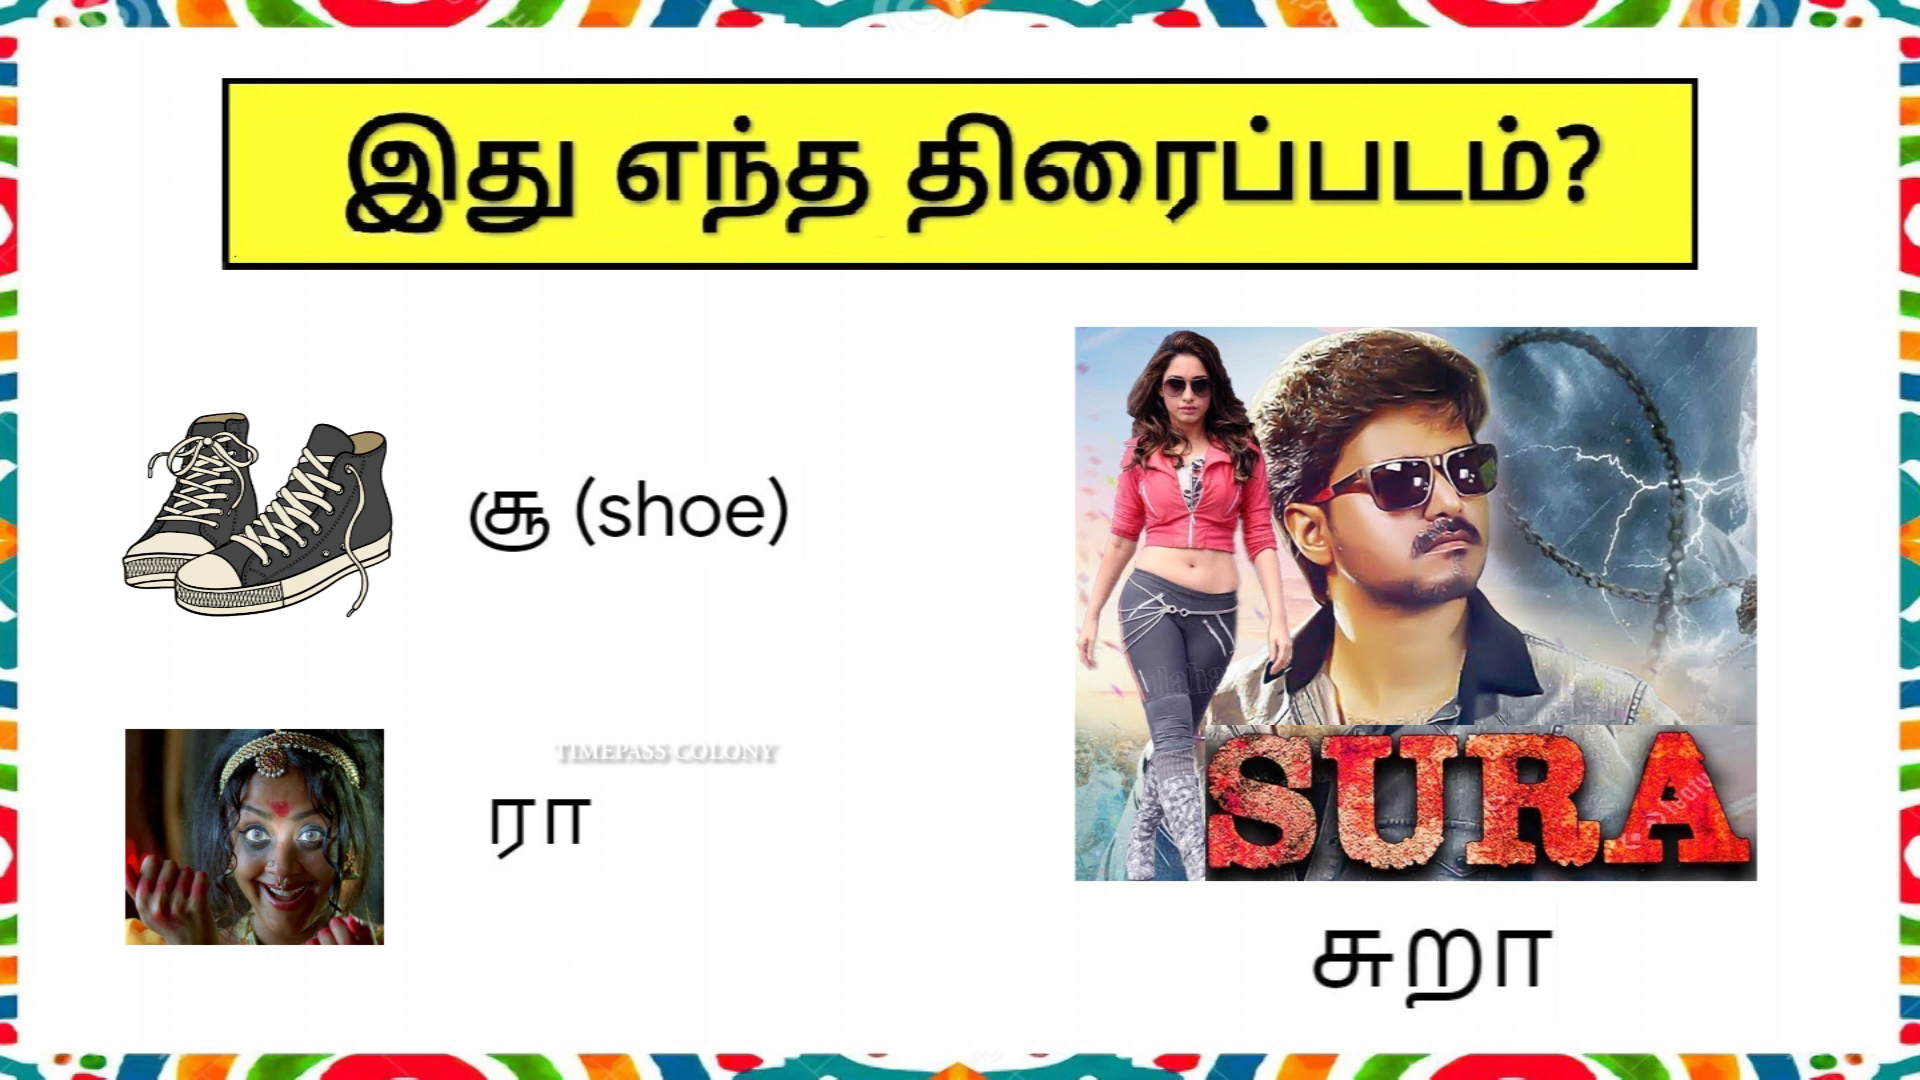 இது எந்த திரைப்படம்?
சூ (shoe)
TIMEPASS COLONY
ரா
SURA
சுறா